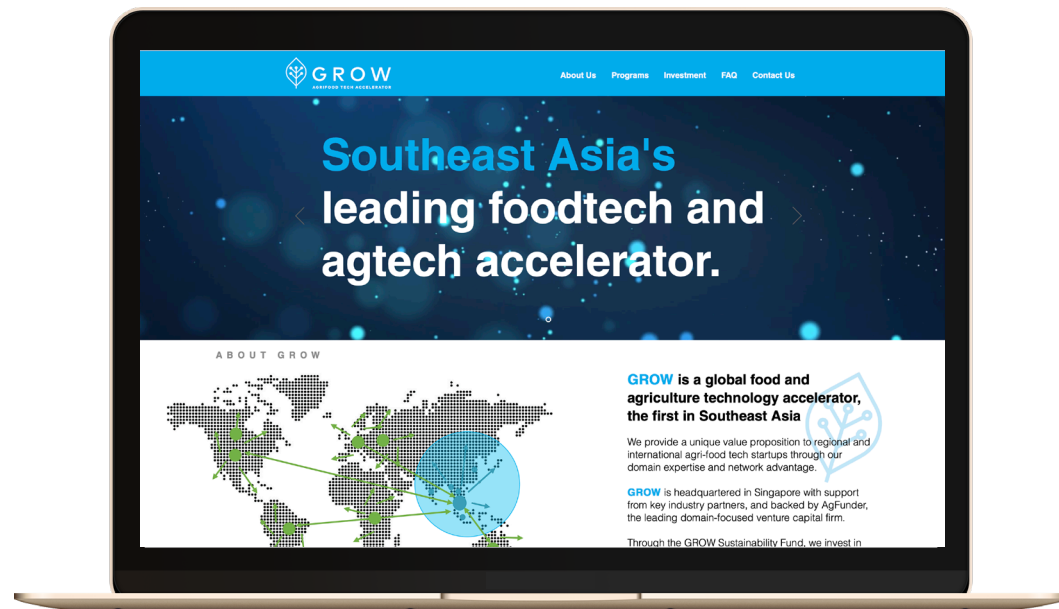 GROW
AGRIFOOD TECH ACCELERATOR
About Us Programs Investment FAQ Contact Us
Southeast Asia's
leading foodtech and
agtech accelerator.
ABOUT GROW
GROW is a global food and
agriculture technology accelerator,
the first in Southeast Asia
We provide a unique value proposition to regional and
international agri-food tech startups through our
domain expertise and network advantage.
GROW is headquartered in Singapore with support
from key industry partners, and backed by AgFunder,
the leading domain-focused venture capital firm.
Through the GROW Sustainability Fund, we invest in